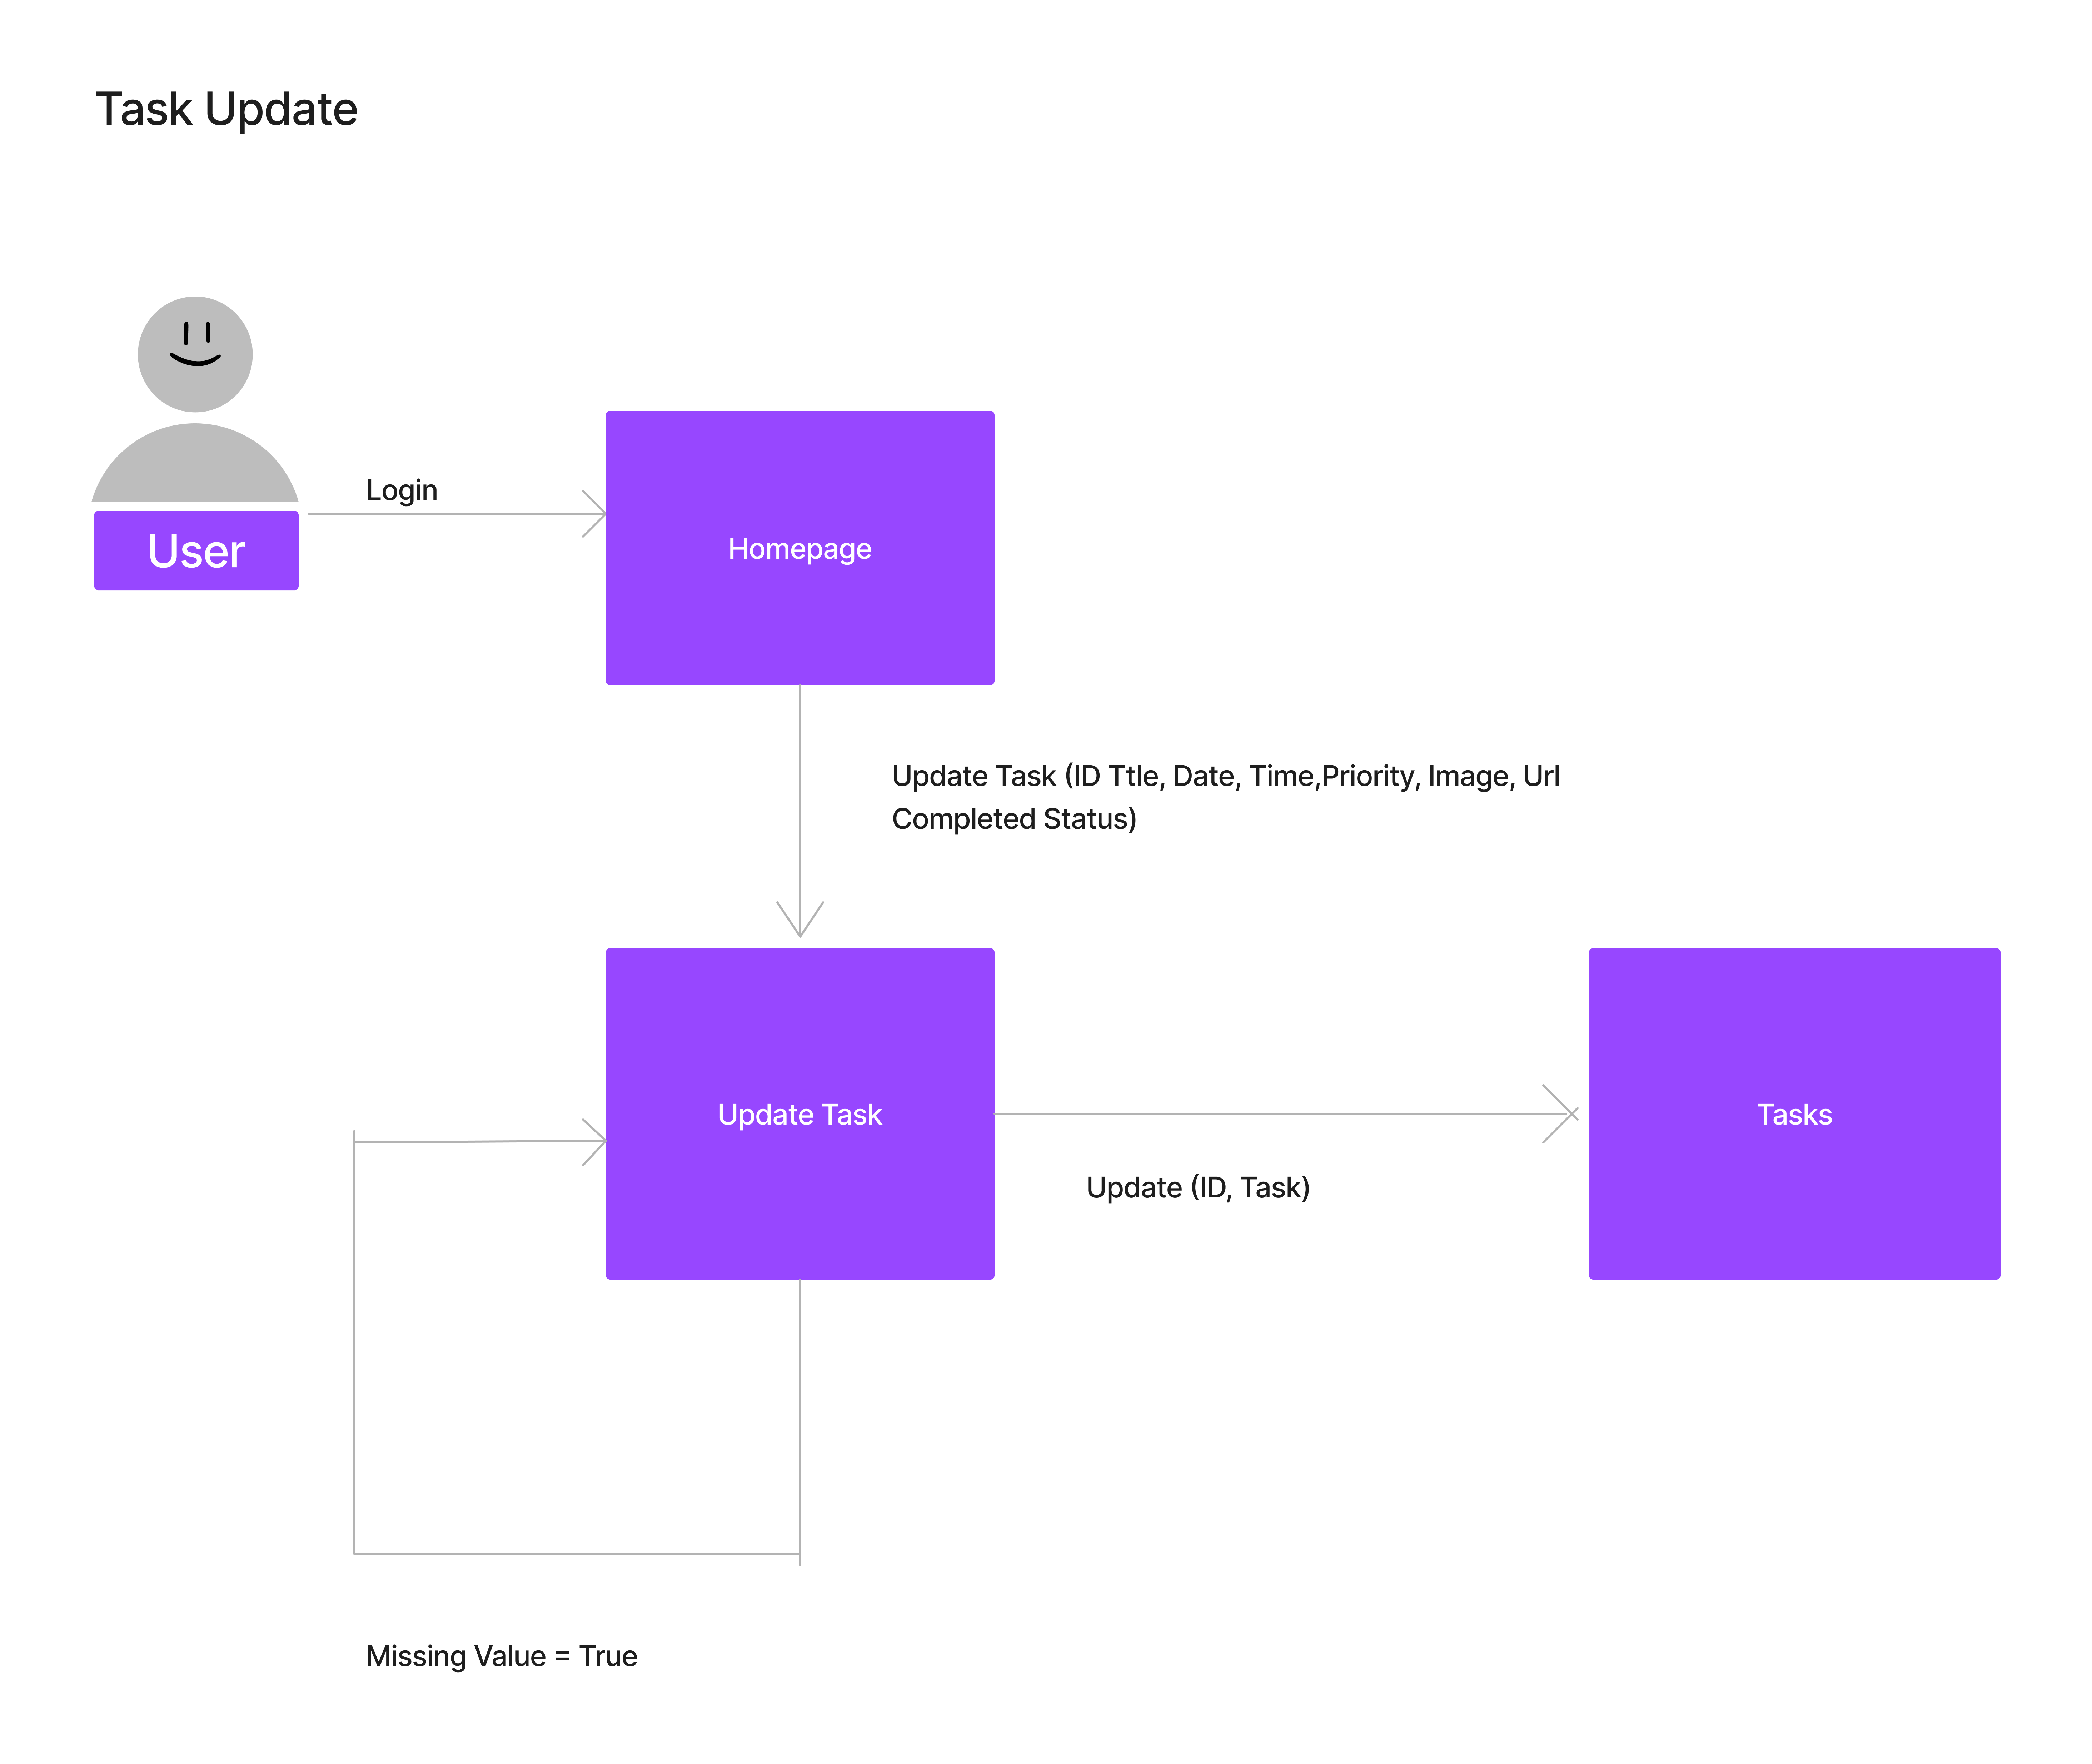 Task Update
Login
User
Homepage
Update Task (ID Ttle, Date, Time,Priority, Image, Url
Completed Status)
Update Task
Tasks
Update (ID, Task)
Missing Value = True